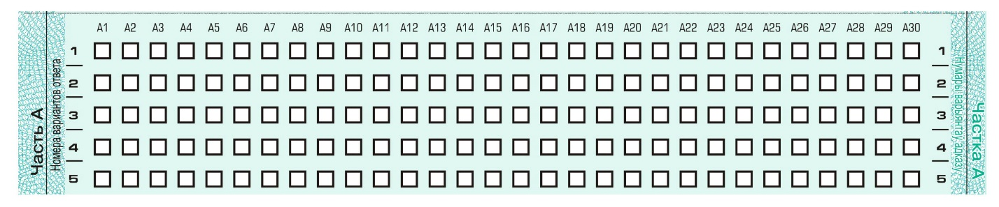 A1 A2 A3 A4 A5 A6 A7 A8 A9 A10 A11 A12 A13 A14 A15 A16 A17 A18 A19 A20 A21 A22 A23 A24 A25 A26 A27 A28 A29 A30
Часть А
Номера вариантов ответа
1 1
2 2
3 3
4 4
5 5
Нумары варыянтаў адказу
Частка А